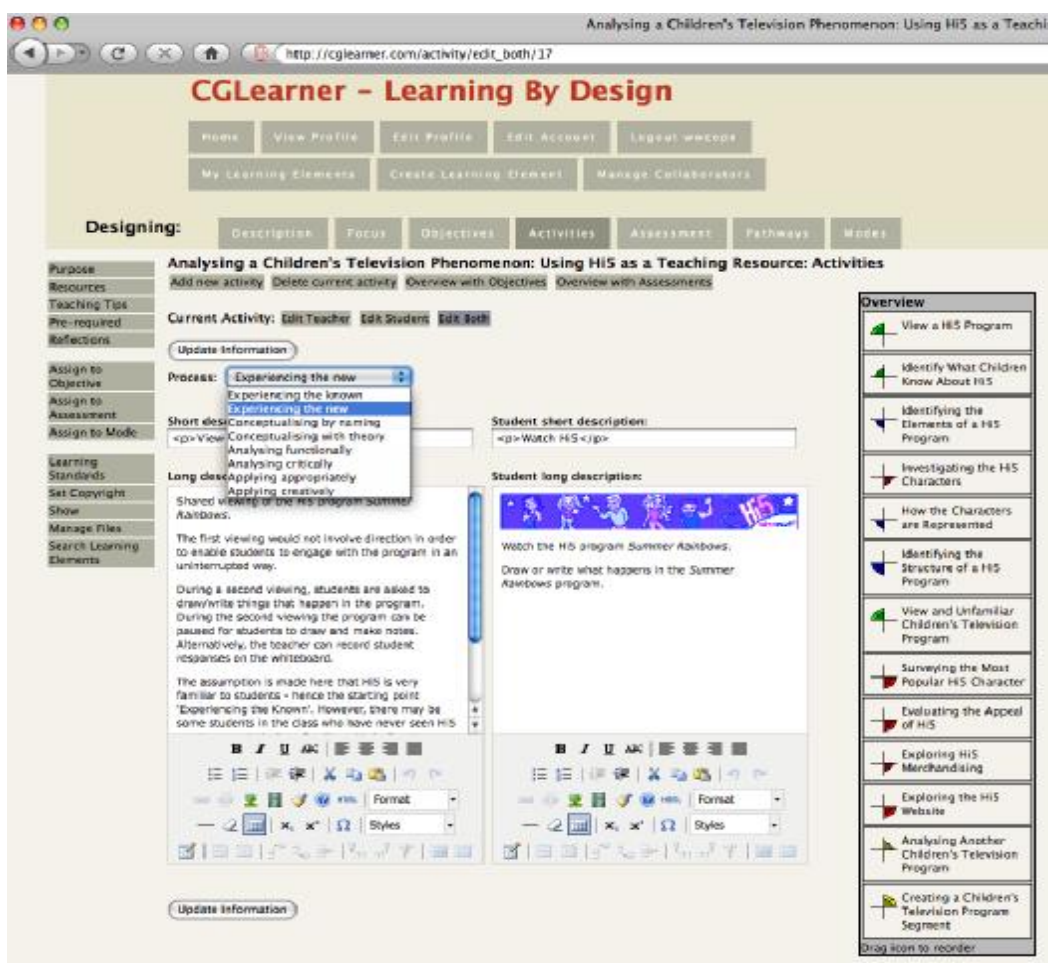 Analysing a Children's Television Phenomenon: Using Hi5 as a Teachi
http://cglearner.com/activity/edit_both/17
CGLearner - Learning By Design
Home View Profile Edit Profile Edit Account Logout wwcope
My Learning Elements Create Learning Element Manage Collaborators
Designing: Description Focus Objectives Activities Assessment Pathways Modes
Purpose
Resources
Teaching Tips
Pre-required
Reflections
Assign to
Objective
Assign to
Assessment
Assign to Mode
Learning
Standards
Set Copyright
Show
Manage Files
Search Learning
Elements
Analysing a Children's Television Phenomenon: Using Hi5 as a Teaching Resource: Activities
Add new activity Delete current activity Overview with Objectives Overview with Assessments
Current Activity: Edit Teacher Edit Student Edit Both
Update Information
Process: Experiencing the new
Experiencing the known
Experiencing the new
Conceptualising by naming
Conceptualising with theory
Analysing functionally
Analysing critically
Applying appropriately
Applying creatively
Short des
<p>View
Long desc
Shared viewing of the Hi5 program Summer
Rainbows.
The first viewing would not involve direction in order
to enable students to engage with the program in an
uninterrupted way.
During a second viewing, students are asked to
draw/write things that happen in the program.
During the second viewing the program can be
paused for students to draw and make notes.
Alternatively, the teacher can record student
responses on the whiteboard.
The assumption is made here that Hi5 is very
familiar to students - hence the starting point
'Experiencing the Known'. However, there may be
some students in the class who have never seen Hi5
B I U ABC
HTML Format
Styles
Update Information
Student short description:
<p>Watch Hi5</p>
Student long description:
Hi5
Watch the Hi5 program Summer Rainbows.
Draw or write what happens in the Summer
Rainbows program.
B I U ABC
HTML Format
Styles
Overview
View a Hi5 Program
Identify What Children
Know About Hi5
Identifying the
Elements of a Hi5
Program
Investigating the Hi5
Characters
How the Characters
are Represented
Identifying the
Structure of a Hi5
Program
View and Unfamiliar
Children's Television
Program
Surveying the Most
Popular Hi5 Character
Evaluating the Appeal
of Hi5
Exploring Hi5
Merchandising
Exploring the Hi5
Website
Analysing Another
Children's Television
Program
Creating a Children's
Television Program
Segment
Drag icon to reorder